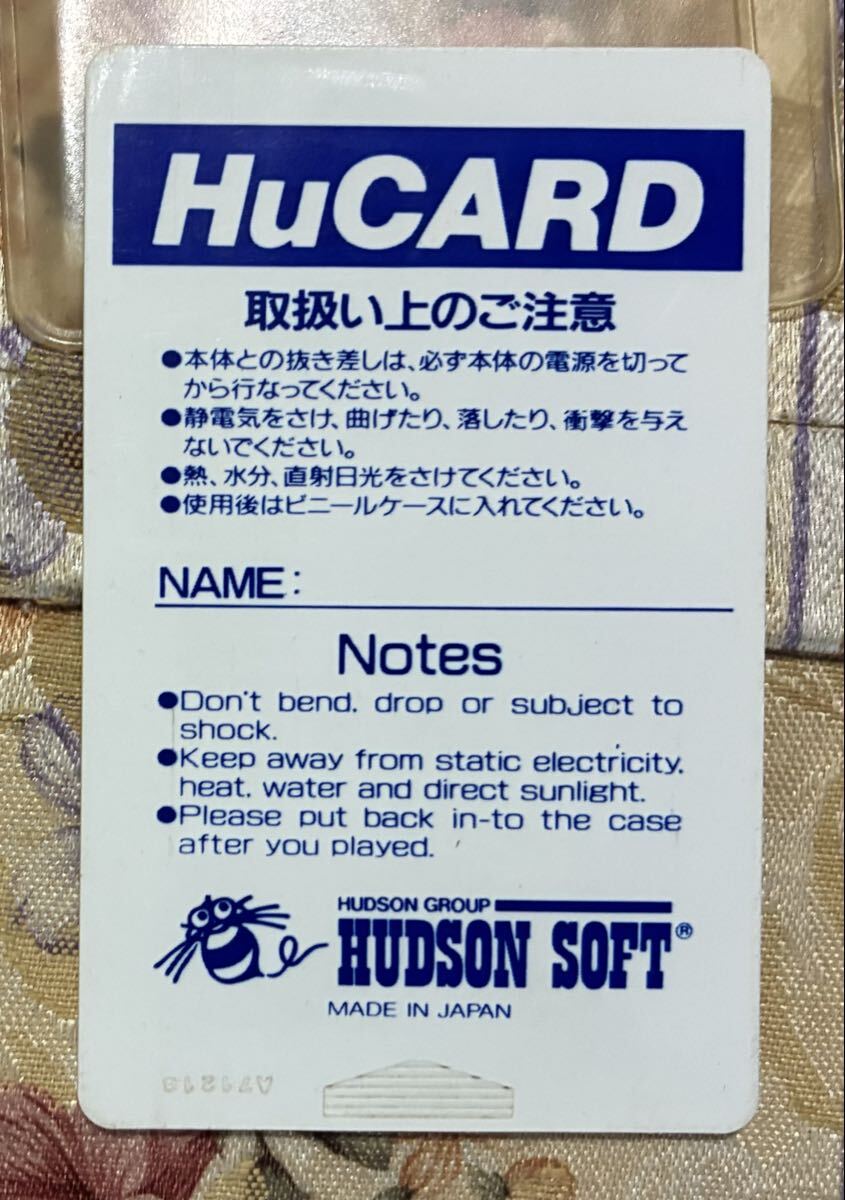 HuCARD
取扱い上のご注意
●本体との抜き差しは、必ず本体の電源を切って
から行なってください。
●静電気をさけ、曲げたり、落したり、衝撃を与え
ないでください。
●熱、水分、直射日光をさけてください。
●使用後はビニールケースに入れてください。
NAME:
Notes
●Don't bend. drop or subject to
shock.
●Keep away from static electricity.
heat. water and direct sunlight.
●Please put back in-to the case
after you played.
HUDSON GROUP
HUDSON SOFT®
MADE IN JAPAN